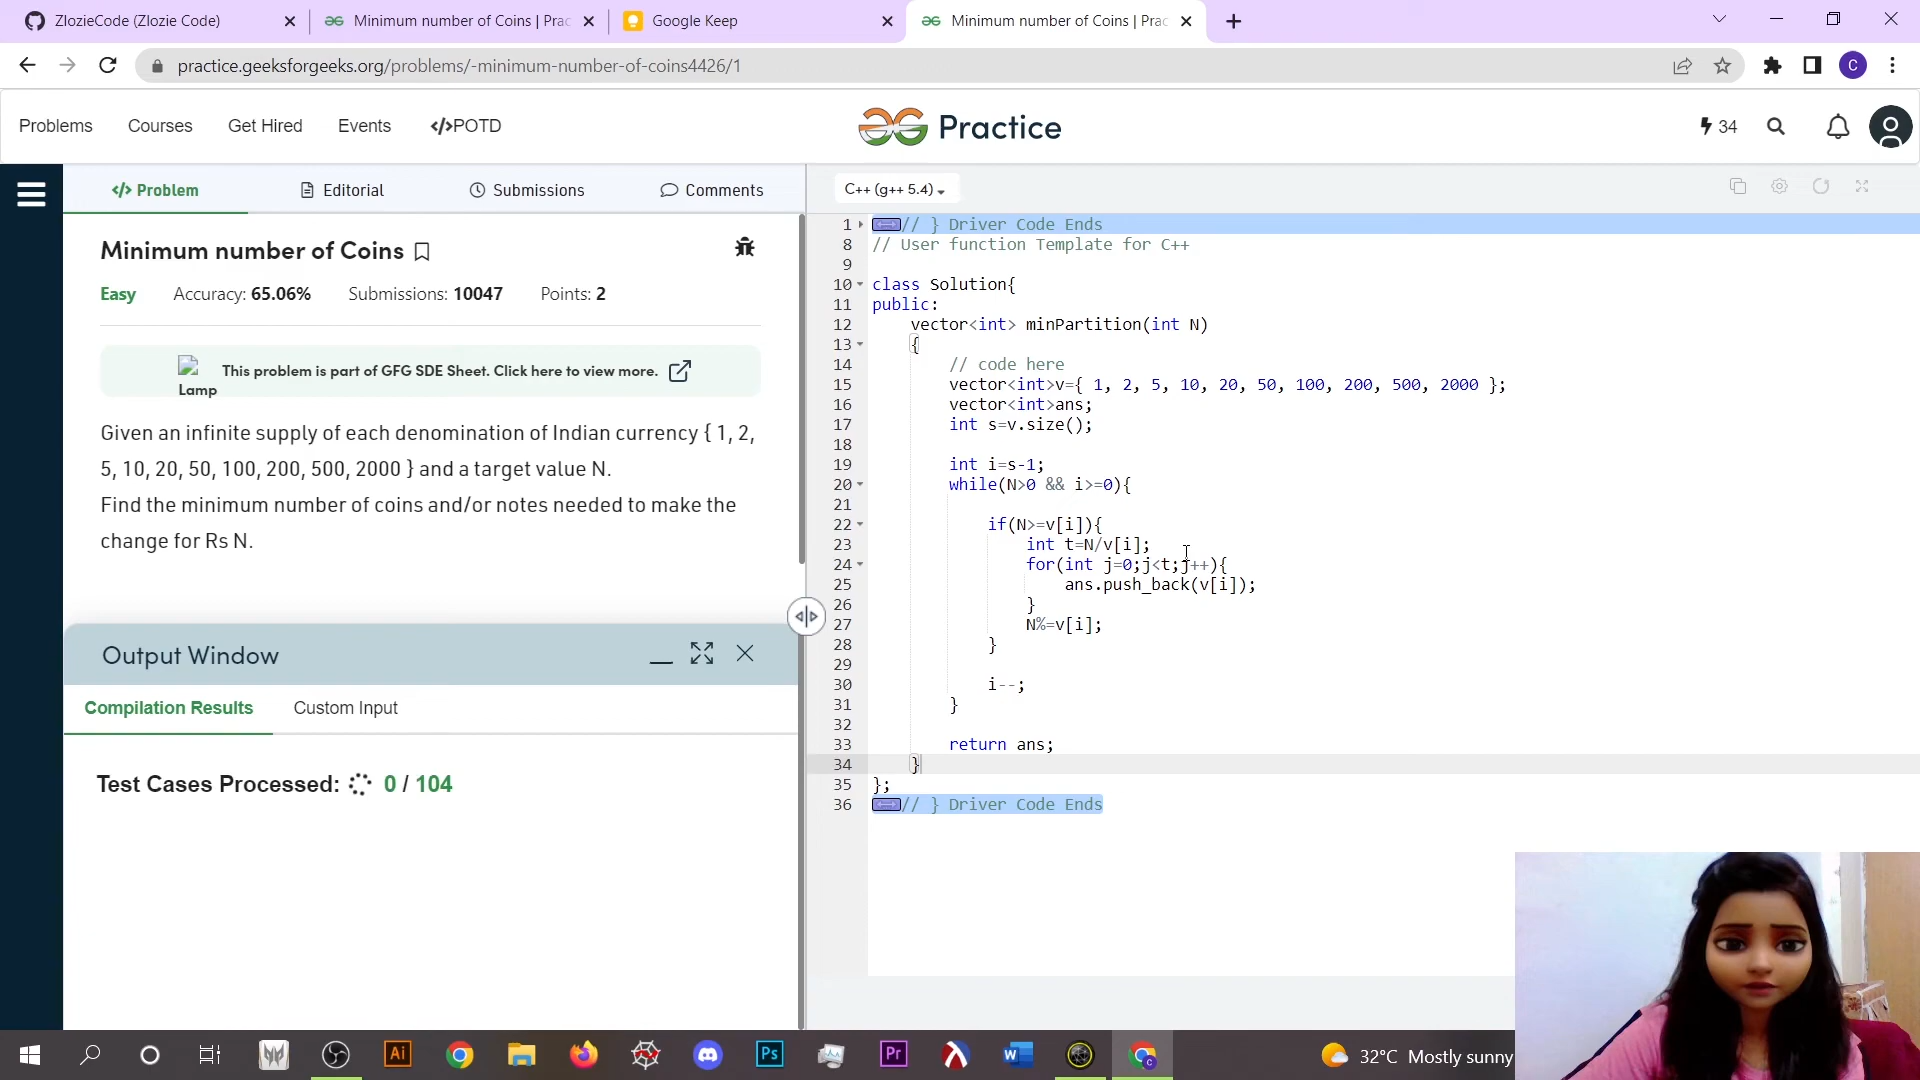 ZlozieCode (Zlozie Code)
Minimum number of Coins | Prac
Google Keep
Minimum number of Coins | Prac
practice.geeksforgeeks.org/problems/-minimum-number-of-coins4426/1
C
Problems
Courses
Get Hired
Events
</>POTD
Practice
34
</> Problem
Editorial
Submissions
Comments
C++ (g++ 5.4)
Minimum number of Coins
Easy
Accuracy: 65.06%
Submissions: 10047
Points: 2
Lamp
This problem is part of GFG SDE Sheet. Click here to view more.
Given an infinite supply of each denomination of Indian currency { 1, 2,
5, 10, 20, 50, 100, 200, 500, 2000 } and a target value N.
Find the minimum number of coins and/or notes needed to make the
change for Rs N.
Output Window
Compilation Results
Custom Input
Test Cases Processed: 0 / 104
1 // } Driver Code Ends
8 // User function Template for C++
9
10 class Solution{
11 public:
12 vector<int> minPartition(int N)
13 {
14 // code here
15 vector<int>v={ 1, 2, 5, 10, 20, 50, 100, 200, 500, 2000 };
16 vector<int>ans;
17 int s=v.size();
18
19 int i=s-1;
20 while(N>0 && i>=0){
21
22 if(N>=v[i]){
23 int t=N/v[i];
24 for(int j=0;j<t;j++){
25 ans.push_back(v[i]);
26 }
27 N%=v[i];
28 }
29
30 i--;
31 }
32
33 return ans;
34 }
35 };
36 // } Driver Code Ends
Ai
Ps
Pr
W
C
32°C Mostly sunny